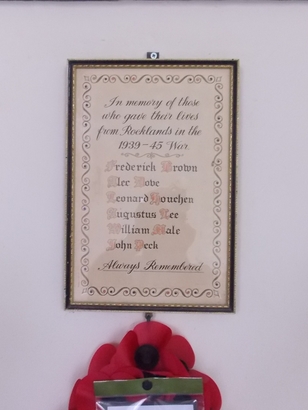 In memory of those
who gave their lives
from Rocklands in the
1939-45 War
Frederick Brown
Alec Dove
Leonard Houchen
Augustus Lee
William Hale
John Peck
Always Remembered